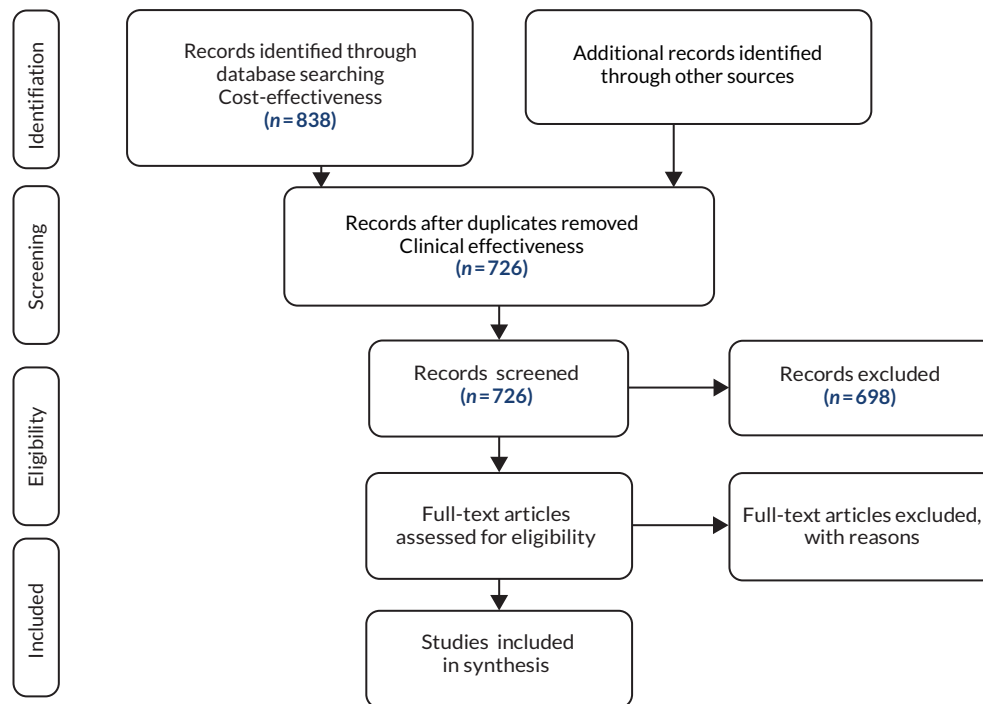 Identifiation
Records identified through
database searching
Cost-effectiveness
(n=838)
Additional records identified
through other sources
Screening
Records after duplicates removed
Clinical effectiveness
(n=726)
Records screened
(n=726)
Records excluded
(n=698)
Eligibility
Full-text articles
assessed for eligibility
Full-text articles excluded,
with reasons
Included
Studies included
in synthesis